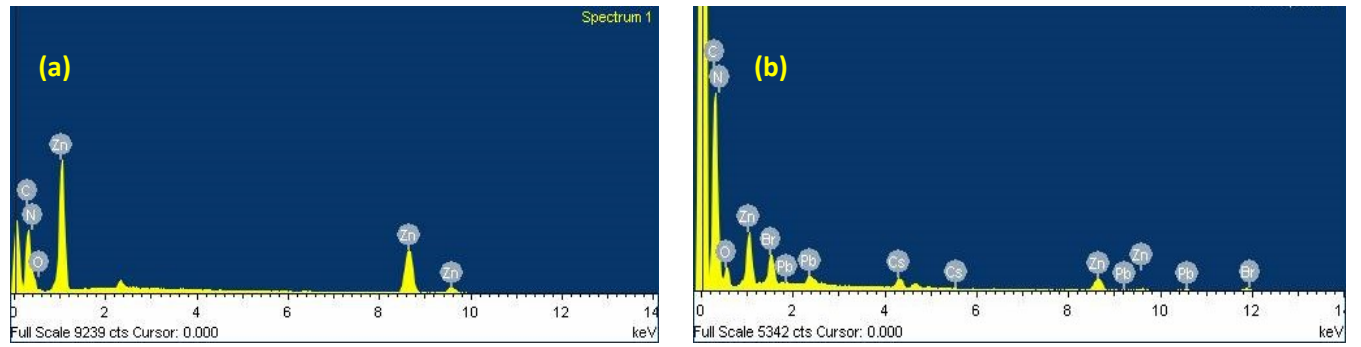 Spectrum 1
(a)
Zn
C
N
O
Zn
Zn
0 2 4 6 8 10 12 14
Full Scale 9239 cts Cursor: 0.000 keV
(b)
C
N
O
Zn
Br
Pb
Pb
Cs
Cs
Zn
Pb
Zn
Pb
Br
0 2 4 6 8 10 12 14
Full Scale 5342 cts Cursor: 0.000 keV